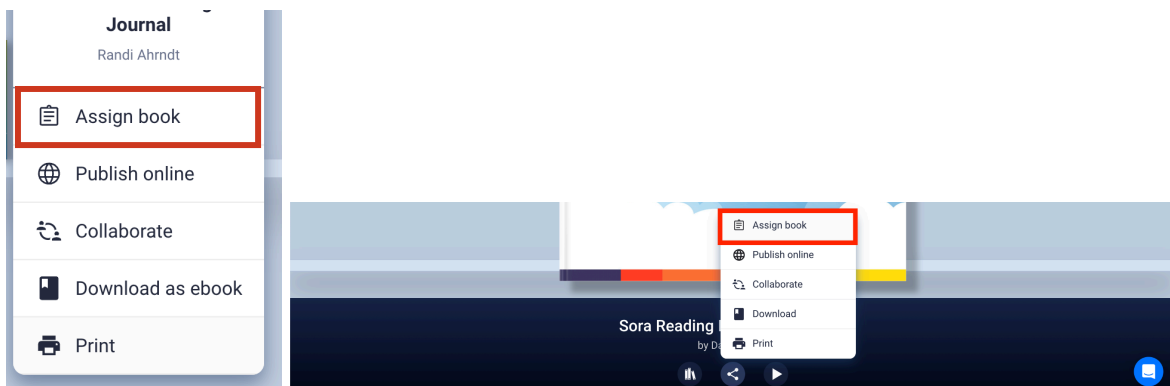 Journal
Randi Ahrndt
Assign book
Publish online
Collaborate
Download as ebook
Print
Assign book
Publish online
Collaborate
Download
Print
Sora Reading
by